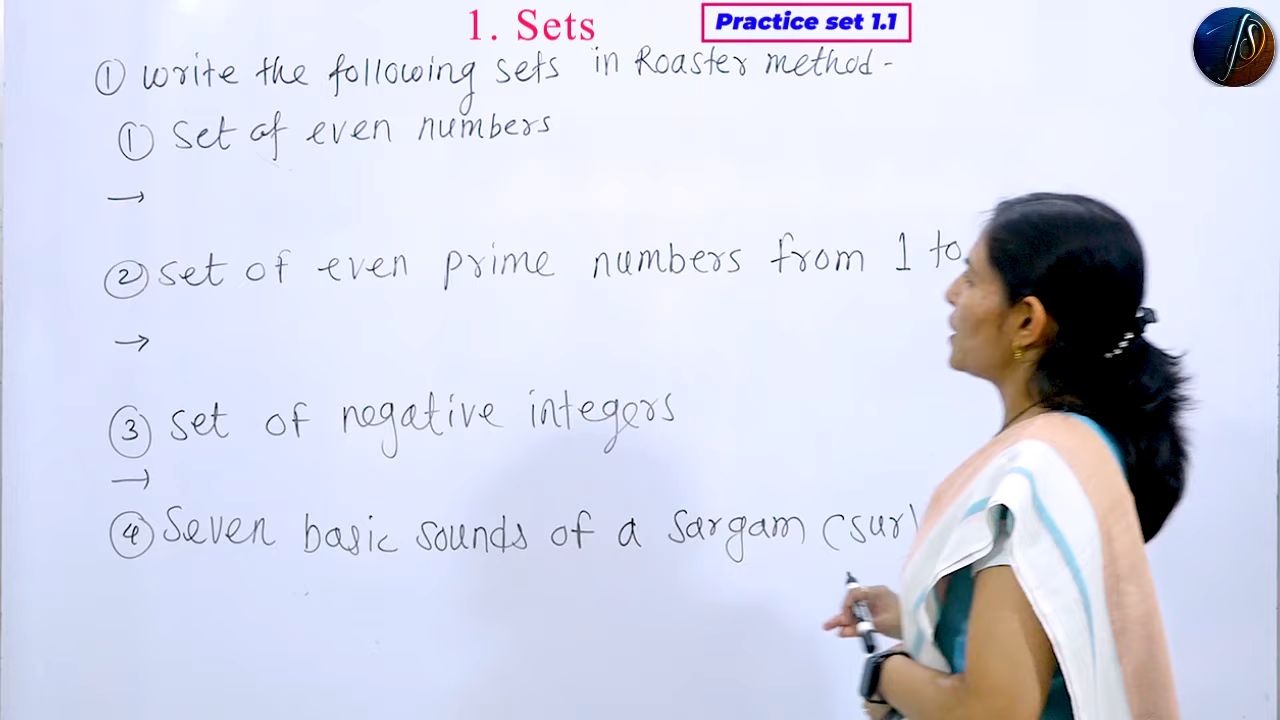 1. Sets
Practice set 1.1
① Write the following sets in Roaster method -
① Set of even numbers
→
② Set of even prime numbers from 1 to
→
③ Set of negative integers
→
④ Seven basic sounds of a sargam (sur)